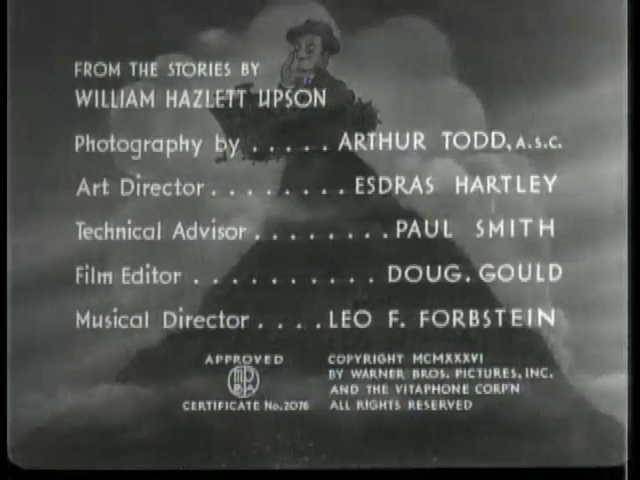 FROM THE STORIES BY
WILLIAM HAZLETT UPSON
Photography by ..... ARTHUR TODD, A.S.C.
Art Director ........ ESDRAS HARTLEY
Technical Advisor ........ PAUL SMITH
Film Editor ........... DOUG. GOULD
Musical Director .... LEO F. FORBSTEIN
APPROVED
MPPDA
CERTIFICATE No. 2076
COPYRIGHT MCMXXXVI
BY WARNER BROS. PICTURES, INC.
AND THE VITAPHONE CORP'N
ALL RIGHTS RESERVED